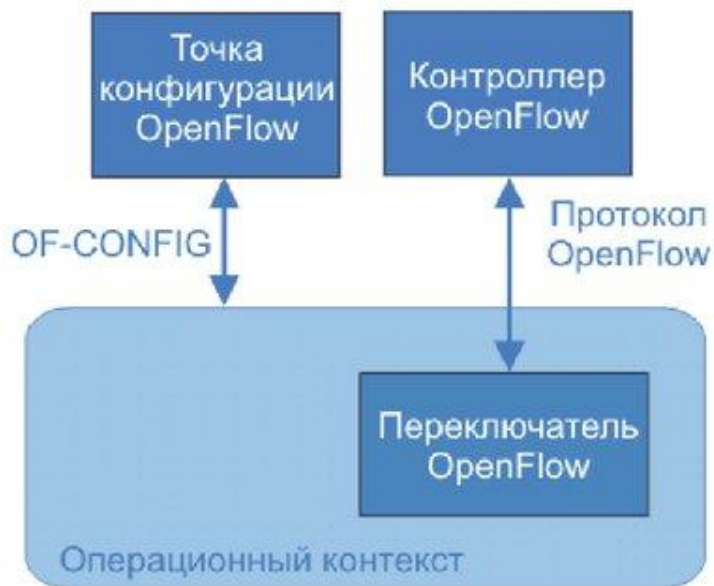 Точка
конфигурации
OpenFlow
Контроллер
OpenFlow
OF-CONFIG
Протокол
OpenFlow
Переключатель
OpenFlow
Операционный контекст